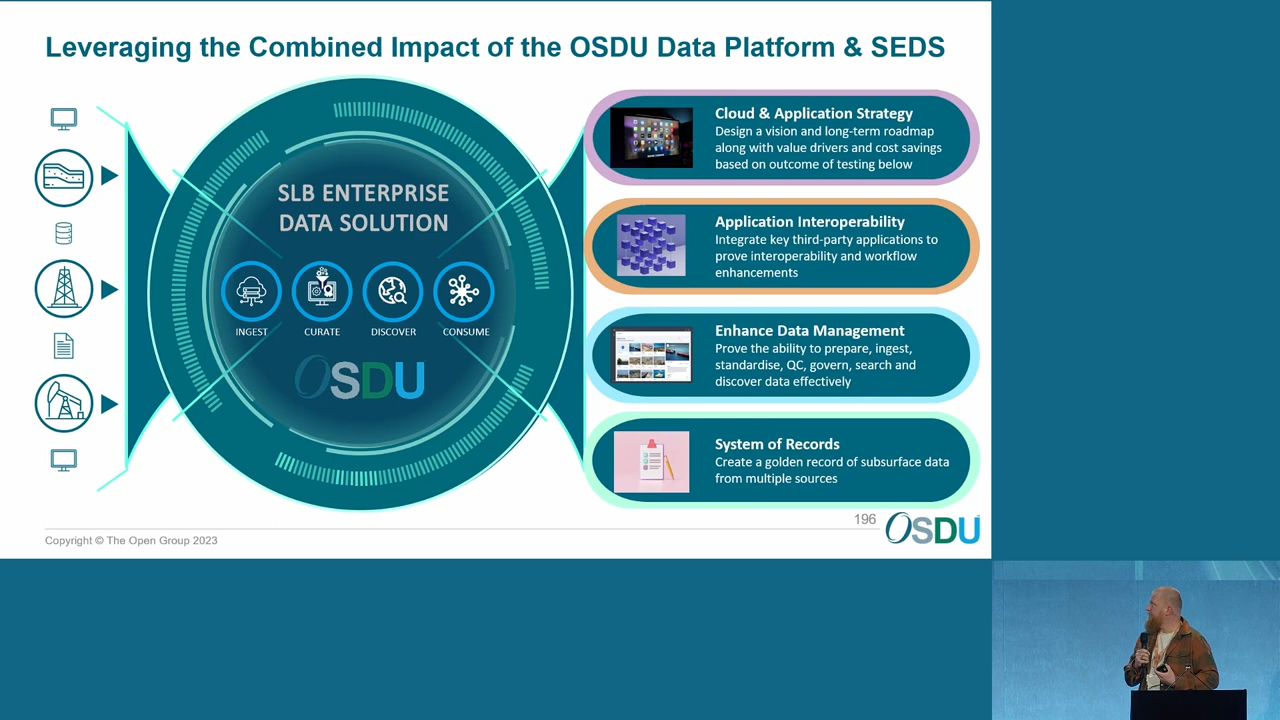 Leveraging the Combined Impact of the OSDU Data Platform & SEDS
SLB ENTERPRISE
DATA SOLUTION
INGEST
CURATE
DISCOVER
CONSUME
OSDU
Cloud & Application Strategy
Design a vision and long-term roadmap
along with value drivers and cost savings
based on outcome of testing below
Application Interoperability
Integrate key third-party applications to
prove interoperability and workflow
enhancements
Enhance Data Management
Prove the ability to prepare, ingest,
standardise, QC, govern, search and
discover data effectively
System of Records
Create a golden record of subsurface data
from multiple sources
196
OSDU
Copyright © The Open Group 2023